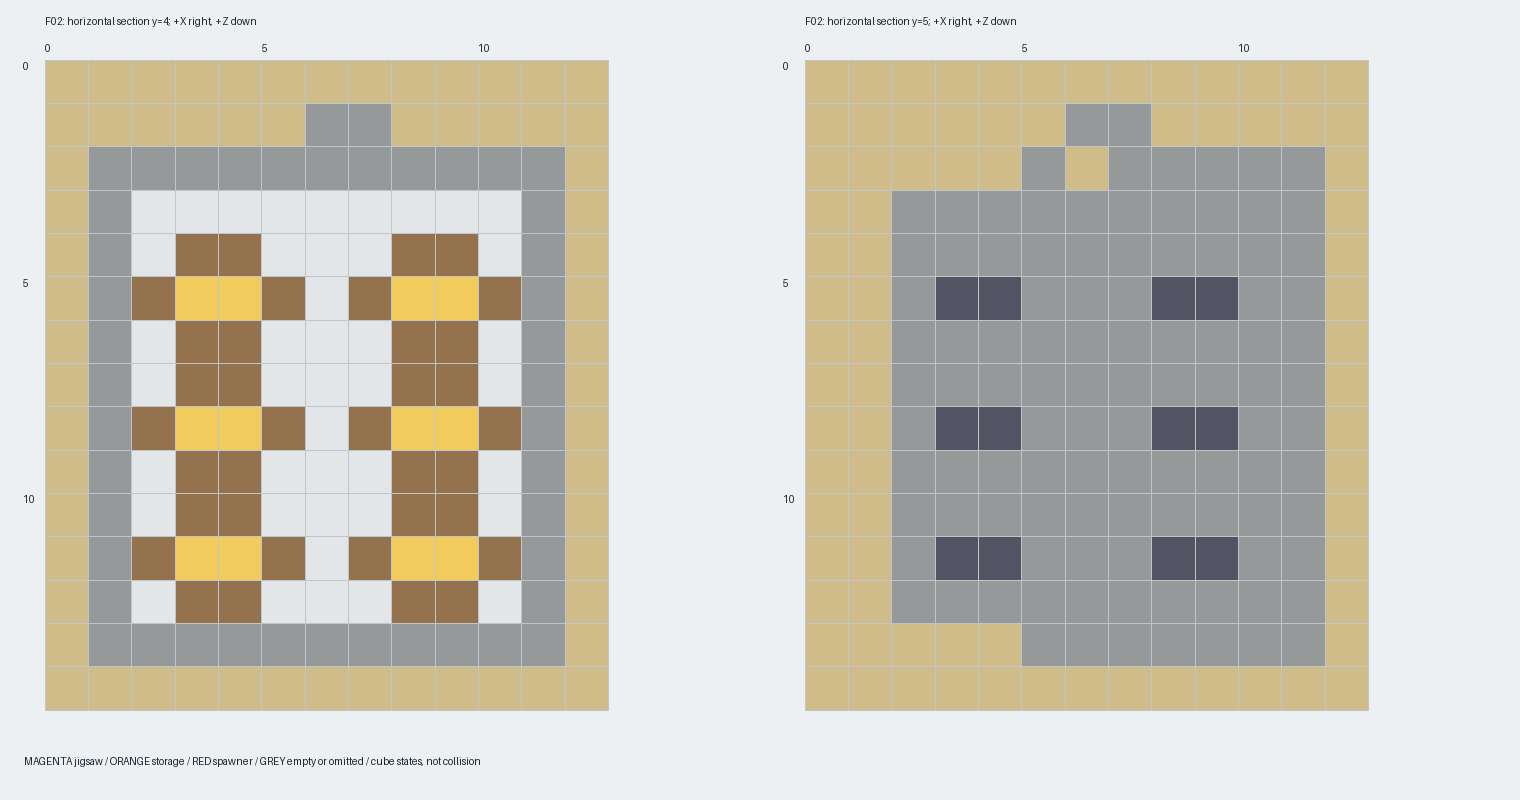 F02: horizontal section y=4; +X right, +Z down
F02: horizontal section y=5; +X right, +Z down
0 5 10
0 5 10
0
0
5
5
10
10
MAGENTA jigsaw / ORANGE storage / RED spawner / GREY empty or omitted / cube states, not collision